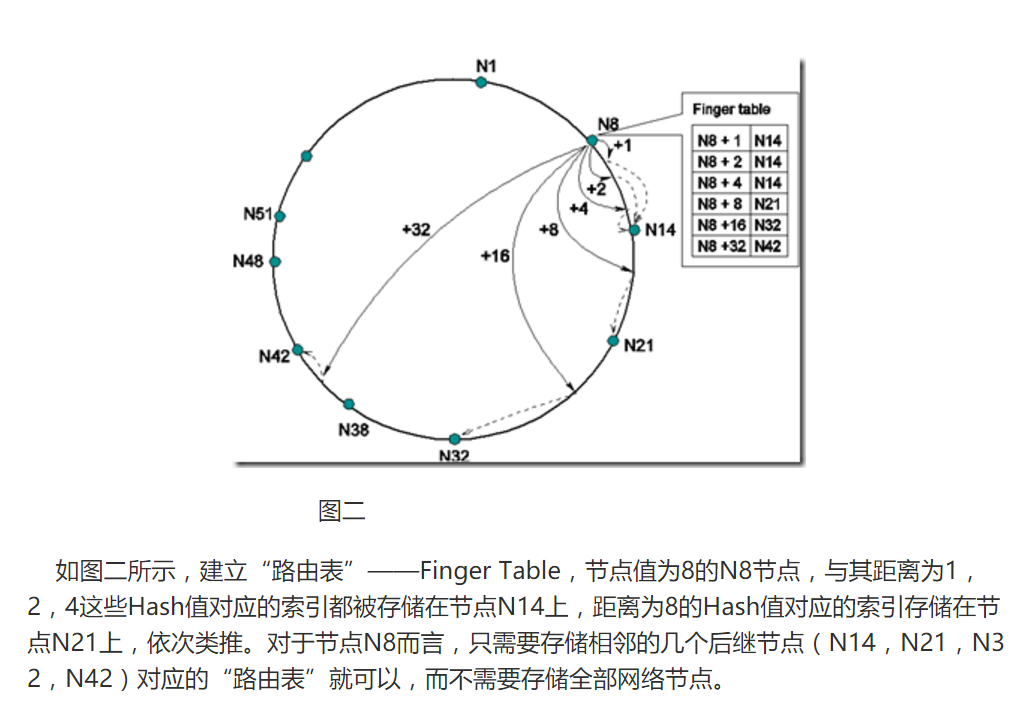 N1
N8
Finger table
N8 + 1 N14
N8 + 2 N14
N8 + 4 N14
N8 + 8 N21
N8 +16 N32
N8 +32 N42
+1
+2
+4
+8
+16
+32
N14
N21
N32
N38
N42
N48
N51
图二
如图二所示，建立“路由表”——Finger Table，节点值为8的N8节点，与其距离为1，
2，4这些Hash值对应的索引都被存储在节点N14上，距离为8的Hash值对应的索引存储在节
点N21上，依次类推。对于节点N8而言，只需要存储相邻的几个后继节点（N14，N21，N3
2，N42）对应的“路由表”就可以，而不需要存储全部网络节点。